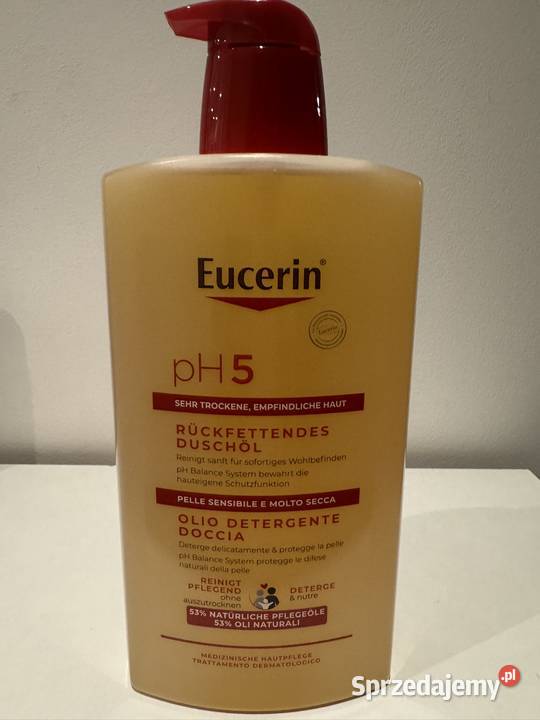 Eucerin®
Eucerin
pH5
SEHR TROCKENE, EMPFINDLICHE HAUT
RÜCKFETTENDES
DUSCHÖL
Reinigt sanft für sofortiges Wohlbefinden
pH Balance System bewahrt die
hauteigene Schutzfunktion
PELLE SENSIBILE E MOLTO SECCA
OLIO DETERGENTE
DOCCIA
Deterge delicatamente & protegge la pelle
pH Balance System protegge le difese
naturali della pelle
REINIGT
PFLEGEND
ohne
auszutrocknen
DETERGE
& nutre
53% NATÜRLICHE PFLEGEÖLE
53% OLI NATURALI
MEDIZINISCHE HAUTPFLEGE
TRATTAMENTO DERMATOLOGICO
Sprzedajemy.pl